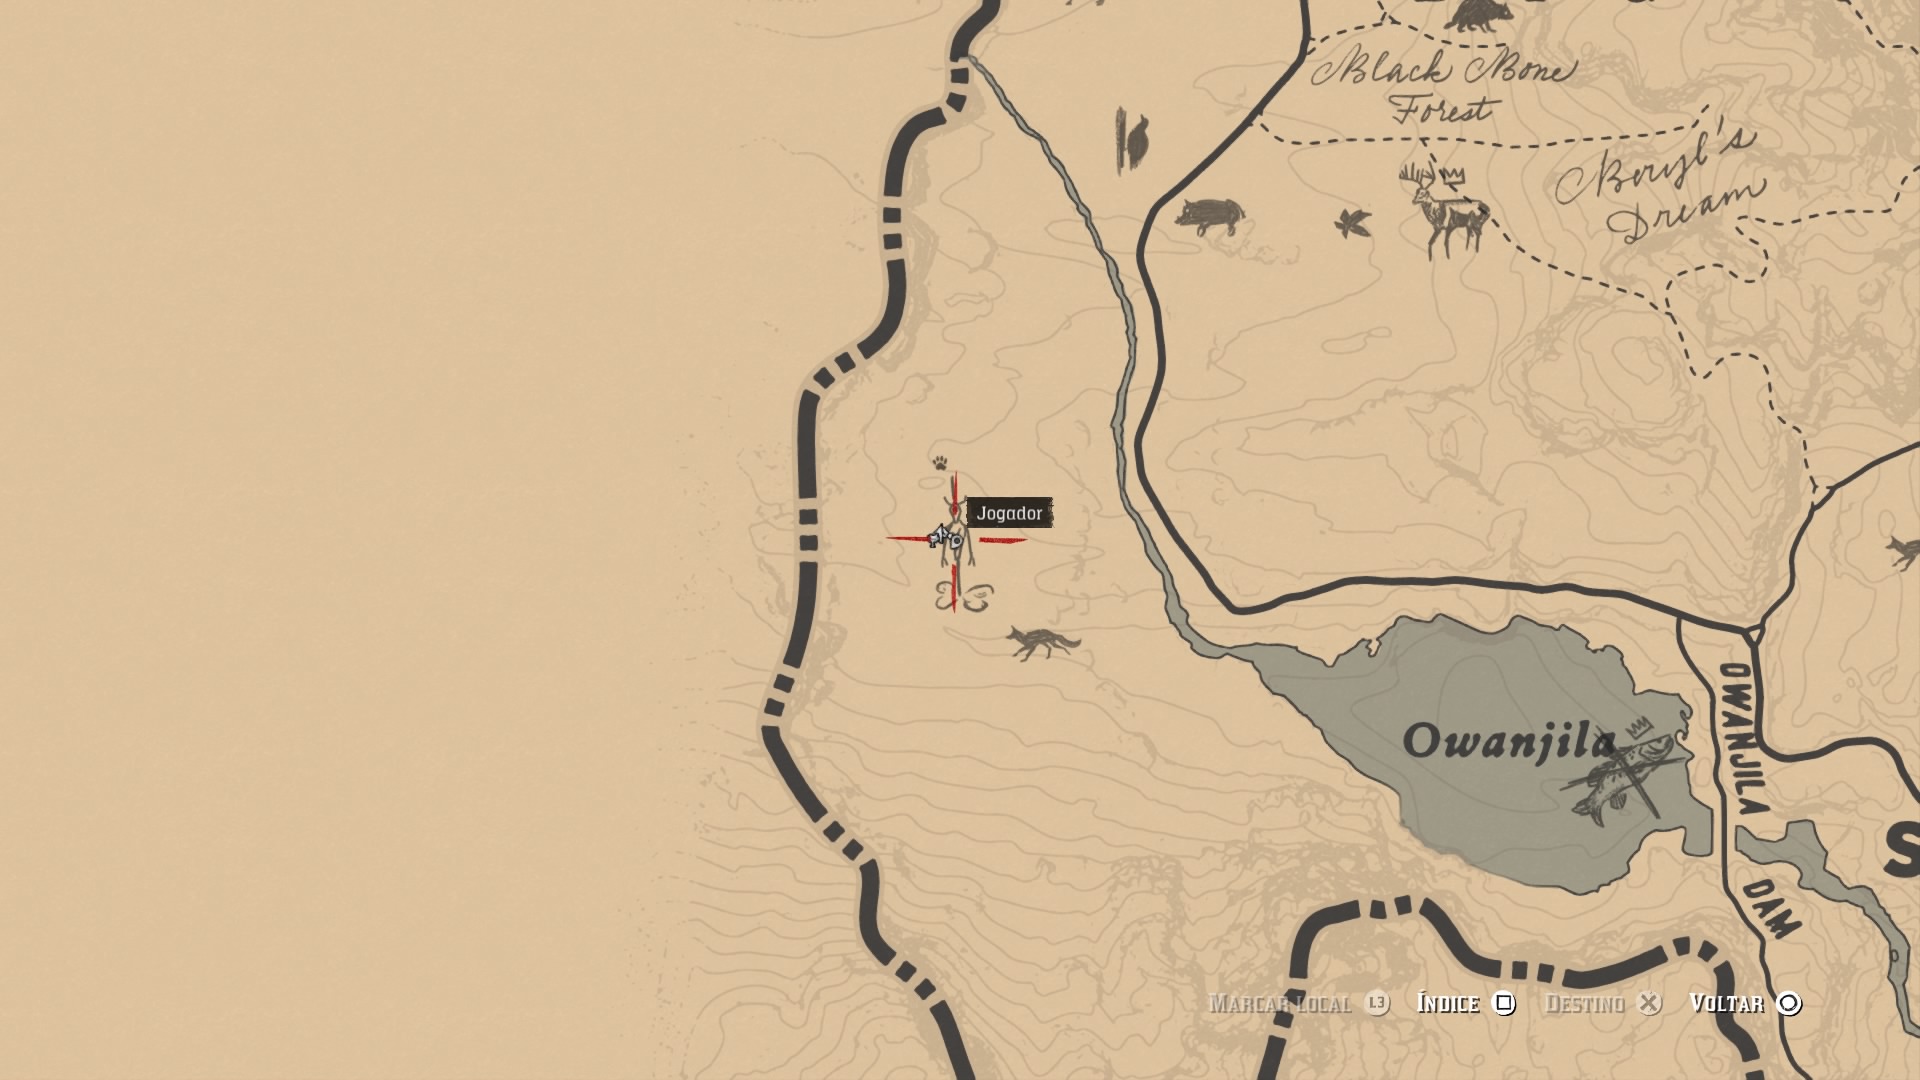 Black Bone
Forest
Beryl's
Dream
Jogador
Owanjila
OWANJILA
DAM
S
MARCAR LOCAL L3 ÍNDICE DESTINO VOLTAR